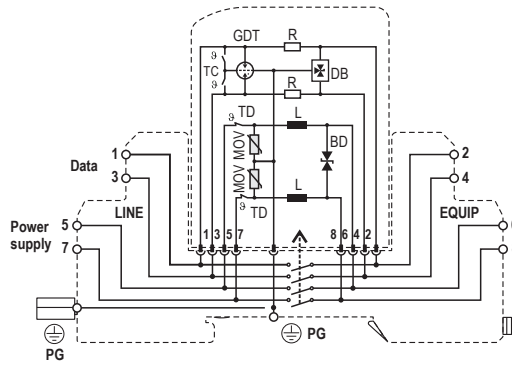 GDT
R
ϑ
TC
DB
ϑ
R
ϑ TD
L
MOV MOV
BD
L
ϑ TD
1
Data
3
LINE
5
Power supply
7
2
4
EQUIP
1 3 5 7
8 6 4 2
PG
PG